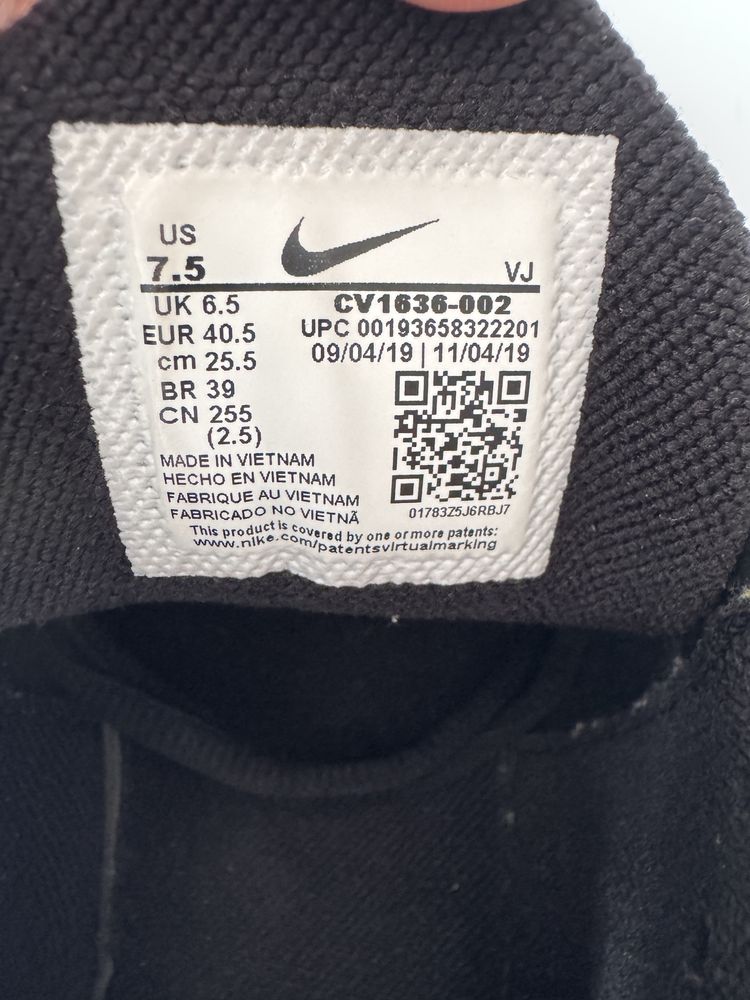 US
7.5
VJ
UK 6.5
EUR 40.5
cm 25.5
BR 39
CN 255
(2.5)
CV1636-002
UPC 00193658322201
09/04/19 | 11/04/19
01783Z5J6RBJ7
MADE IN VIETNAM
HECHO EN VIETNAM
FABRIQUE AU VIETNAM
FABRICADO NO VIETNÃ
This product is covered by one or more patents:
www.nike.com/patentsvirtualmarking